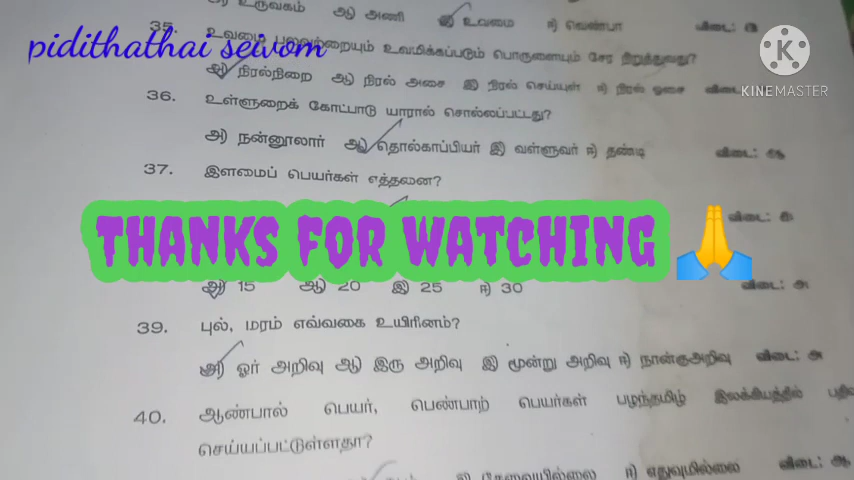 ஆ) அணி இ) உவமை ஈ) வெண்பா விடை: இ
pidithathai seivom
35. உவமை பலவற்றையும் உவமிக்கப்படும் பொருளையும் சேர நிறுத்துவது?
அ) நிரல்நிறை ஆ) நிரல் அசை இ) நிரல் செய்யுள் ஈ) நிரல் ஓசை
KINEMASTER
36. உள்ளுறைக் கோட்பாடு யாரால் சொல்லப்பட்டது?
அ) நன்னூலார் ஆ) தொல்காப்பியர் இ) வள்ளுவர் ஈ) தண்டி விடை: ஆ
37. இளமைப் பெயர்கள் எத்தனை?
விடை: இ
THANKS FOR WATCHING
அ) 15 ஆ) 20 இ) 25 ஈ) 30 விடை: அ
39. புல், மரம் எவ்வகை உயிரினம்?
அ) ஓர் அறிவு ஆ) இரு அறிவு இ) மூன்று அறிவு ஈ) நான்குஅறிவு விடை: அ
40. ஆண்பால் பெயர், பெண்பாற் பெயர்கள் பழந்தமிழ் இலக்கியத்தில்
செய்யப்பட்டுள்ளதா?
இ) தேவையில்லை ஈ) எதுவுமில்லை விடை: ஆ